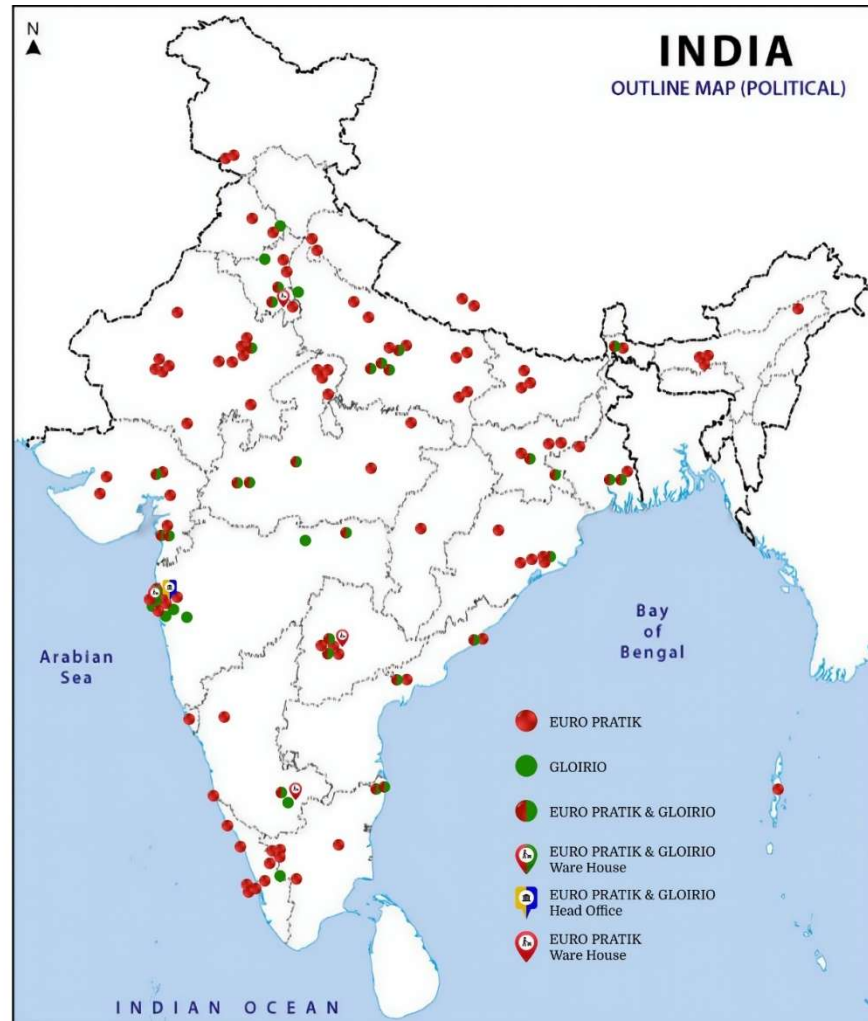 N
INDIA
OUTLINE MAP (POLITICAL)
Arabian
Sea
Bay
of
Bengal
EURO PRATIK
GLOIRIO
EURO PRATIK & GLOIRIO
EURO PRATIK & GLOIRIO
Ware House
EURO PRATIK & GLOIRIO
Head Office
EURO PRATIK
Ware House
INDIAN OCEAN